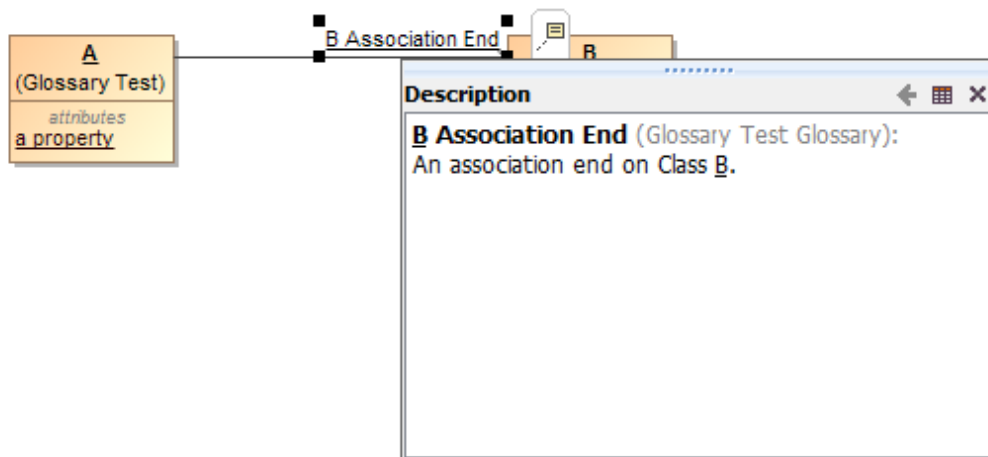 B Association End
A
(Glossary Test)
attributes
a property
B
Description
B Association End (Glossary Test Glossary):
An association end on Class B.